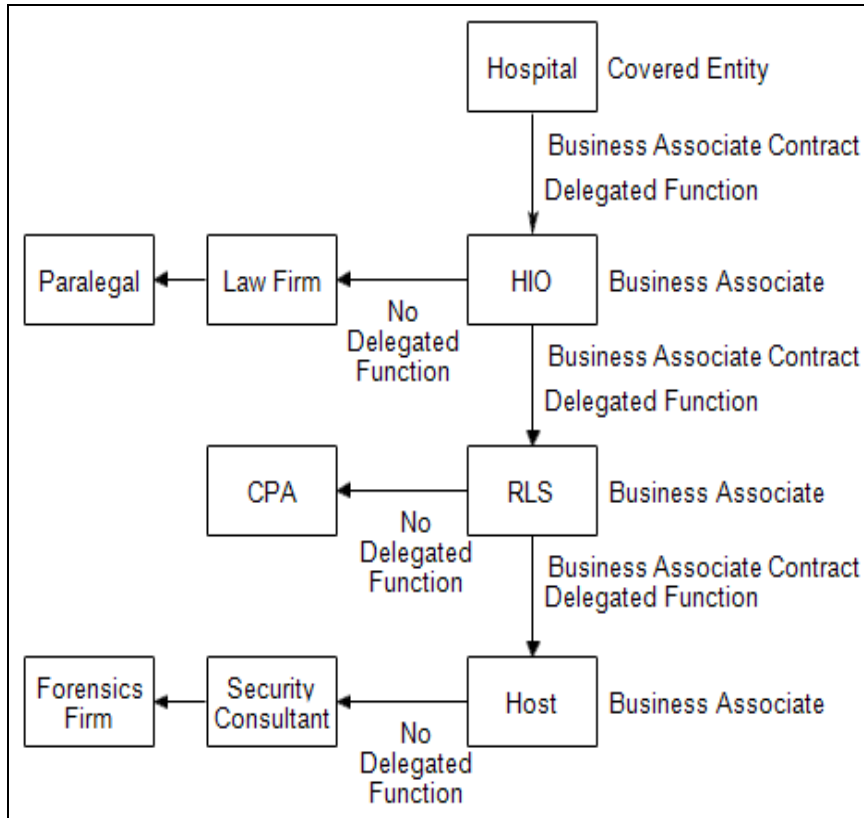 Hospital
Covered Entity
Business Associate Contract
Delegated Function
Paralegal
Law Firm
HIO
Business Associate
No
Delegated
Function
Business Associate Contract
Delegated Function
CPA
RLS
Business Associate
No
Delegated
Function
Business Associate Contract
Delegated Function
Forensics
Firm
Security
Consultant
Host
Business Associate
No
Delegated
Function